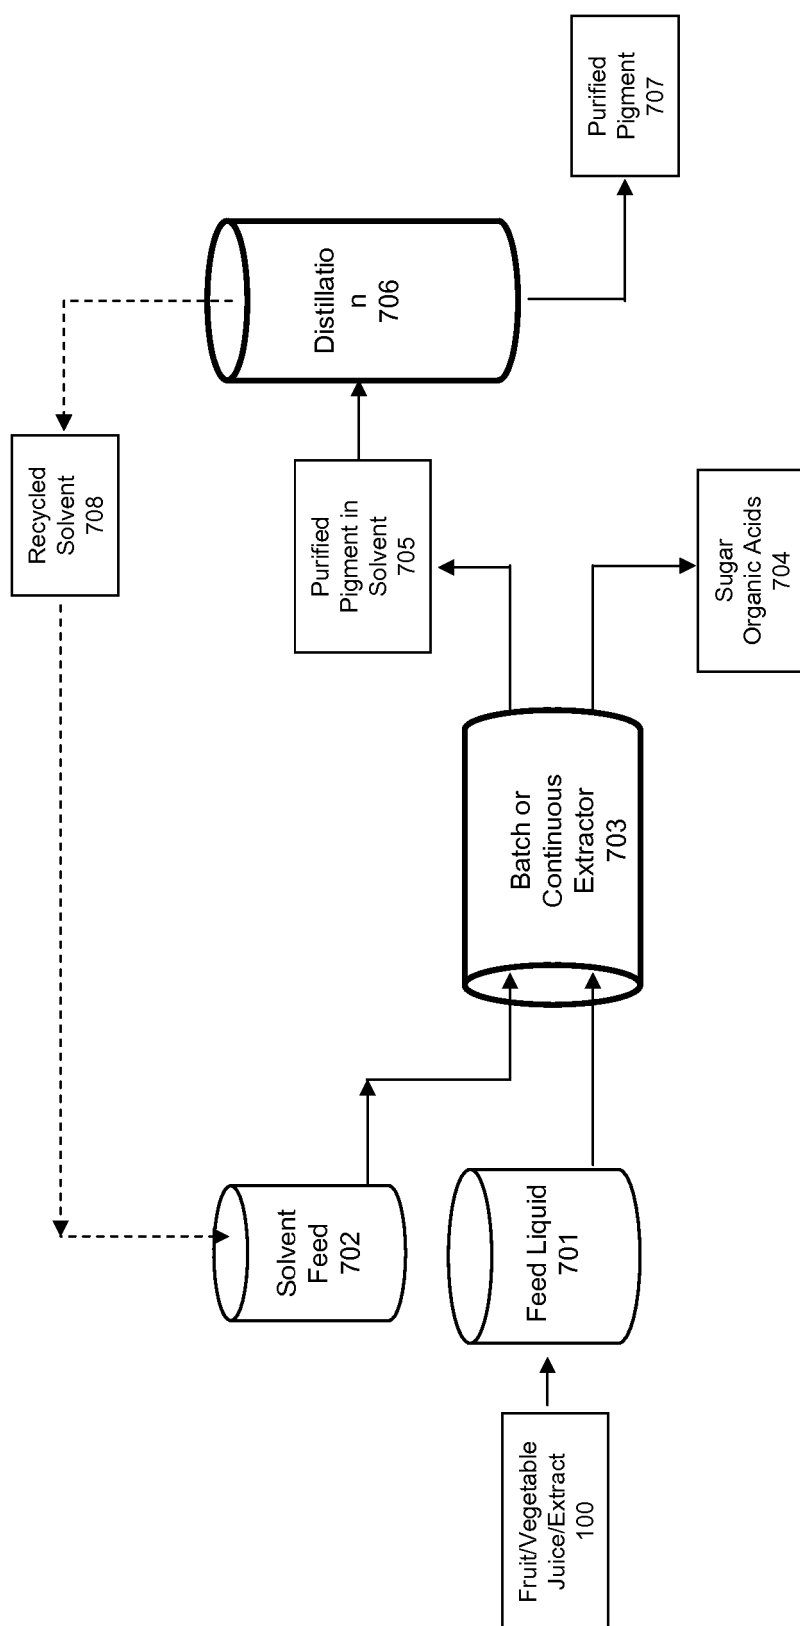 Fruit/Vegetable
Juice/Extract
100
Feed Liquid
701
Solvent
Feed
702
Batch or
Continuous
Extractor
703
Sugar
Organic Acids
704
Purified
Pigment in
Solvent
705
Distillatio
n
706
Purified
Pigment
707
Recycled
Solvent
708